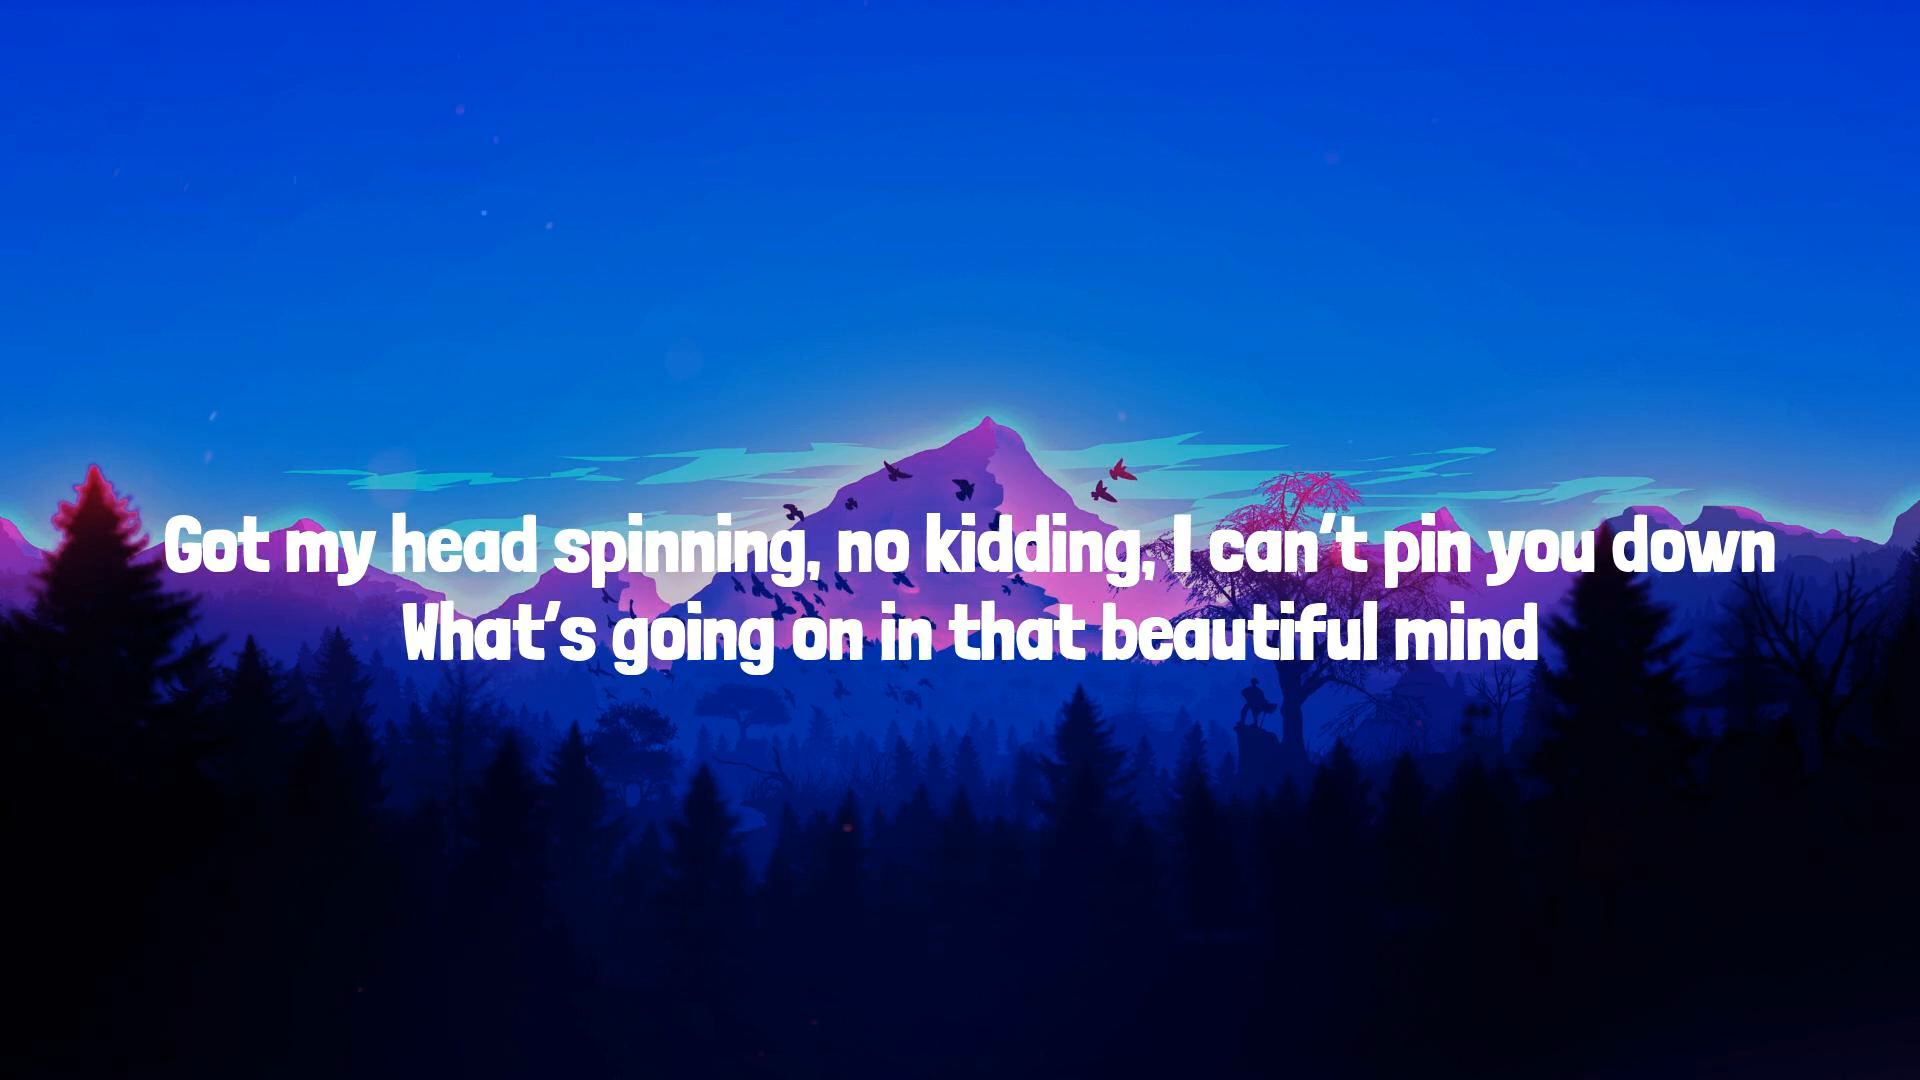 Got my head spinning, no kidding, I can't pin you down
What's going on in that beautiful mind